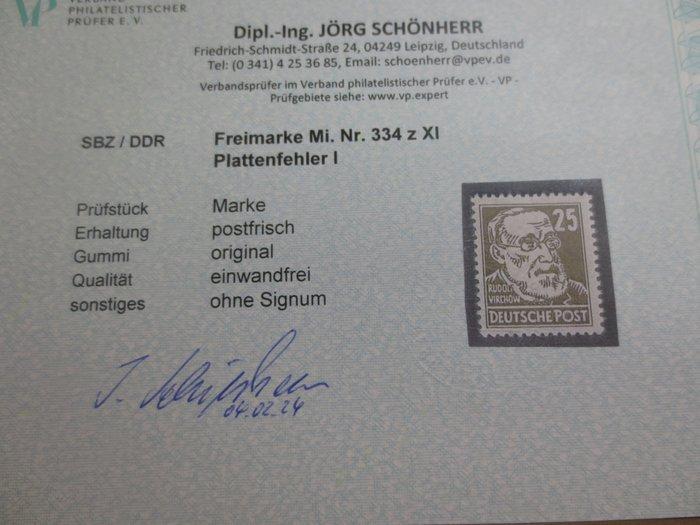 VP
VERBAND
PHILATELISTISCHER
PRÜFER E. V.
Dipl.-Ing. JÖRG SCHÖNHERR
Friedrich-Schmidt-Straße 24, 04249 Leipzig, Deutschland
Tel: (0 341) 4 25 36 85, Email: schoenherr@vpev.de
Verbandsprüfer im Verband philatelistischer Prüfer e.V. - VP -
Prüfgebiete siehe: www.vp.expert
SBZ / DDR Freimarke Mi. Nr. 334 z XI
Plattenfehler I
Prüfstück Marke
Erhaltung postfrisch
Gummi original
Qualität einwandfrei
sonstiges ohne Signum
25
RUDOLF
VIRCHOW
DEUTSCHE POST
04.02.24